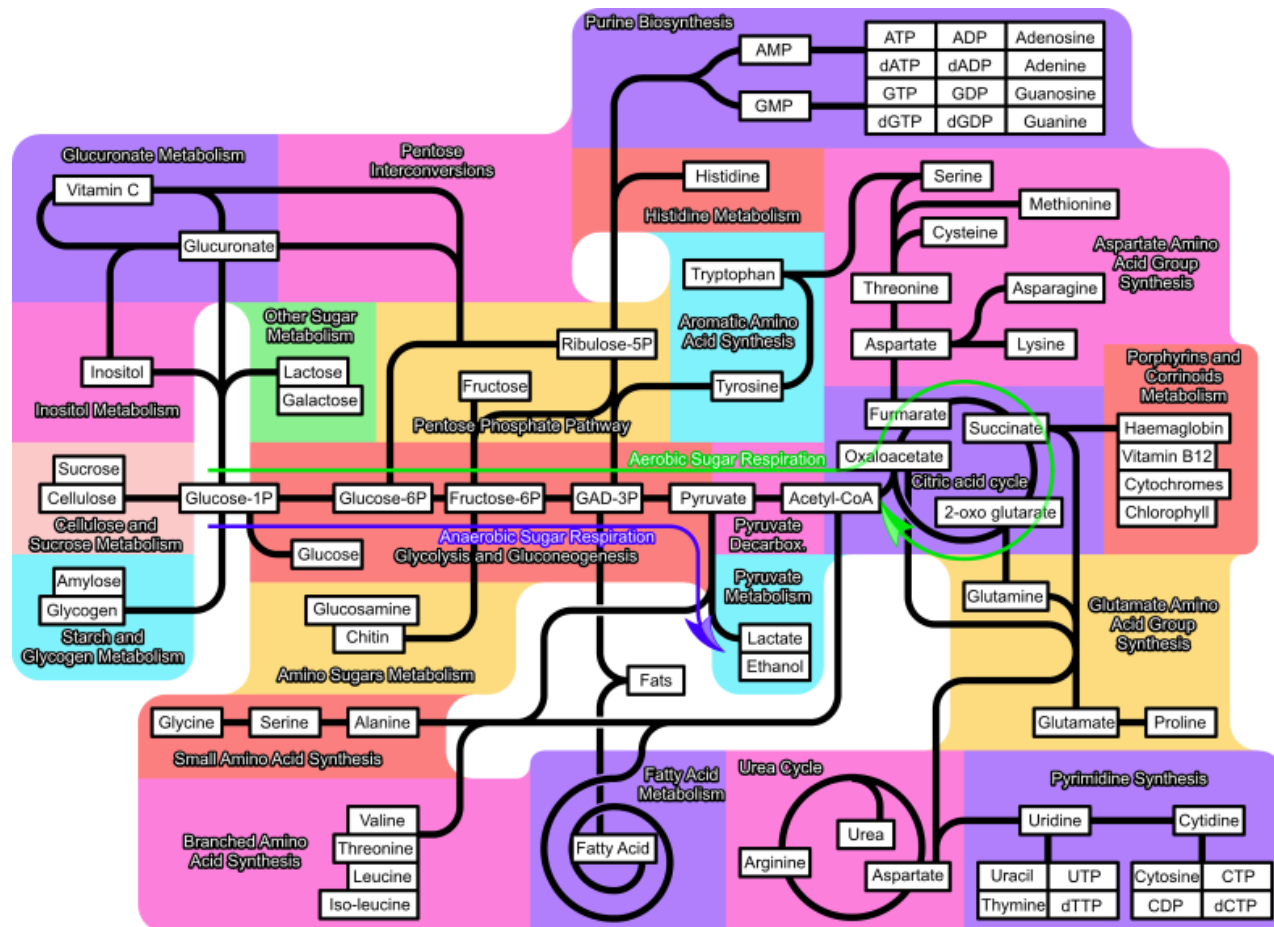 Purine Biosynthesis
AMP
ATP
ADP
Adenosine
dATP
dADP
Adenine
GMP
GTP
GDP
Guanosine
dGTP
dGDP
Guanine
Glucuronate Metabolism
Pentose
Interconversions
Vitamin C
Glucuronate
Histidine
Histidine Metabolism
Serine
Methionine
Cysteine
Aspartate Amino
Acid Group
Synthesis
Threonine
Asparagine
Aspartate
Lysine
Tryptophan
Aromatic Amino
Acid Synthesis
Tyrosine
Other Sugar
Metabolism
Lactose
Galactose
Inositol
Inositol Metabolism
Ribulose-5P
Fructose
Pentose Phosphate Pathway
Porphyrins and
Corrinoids
Metabolism
Haemaglobin
Vitamin B12
Cytochromes
Chlorophyll
Furmarate
Succinate
Oxaloacetate
Citric acid cycle
2-oxo glutarate
Aerobic Sugar Respiration
Sucrose
Cellulose
Cellulose and
Sucrose Metabolism
Glucose-1P
Glucose-6P
Fructose-6P
GAD-3P
Pyruvate
Acetyl-CoA
Anaerobic Sugar Respiration
Glycolysis and Gluconeogenesis
Glucose
Pyruvate
Decarbox.
Pyruvate
Metabolism
Lactate
Ethanol
Amylose
Glycogen
Starch and
Glycogen Metabolism
Glucosamine
Chitin
Amino Sugars Metabolism
Glutamine
Glutamate Amino
Acid Group
Synthesis
Glutamate
Proline
Fats
Glycine
Serine
Alanine
Small Amino Acid Synthesis
Fatty Acid
Metabolism
Fatty Acid
Urea Cycle
Urea
Arginine
Aspartate
Pyrimidine Synthesis
Uridine
Cytidine
Uracil
UTP
Cytosine
CTP
Thymine
dTTP
CDP
dCTP
Branched Amino
Acid Synthesis
Valine
Threonine
Leucine
Iso-leucine